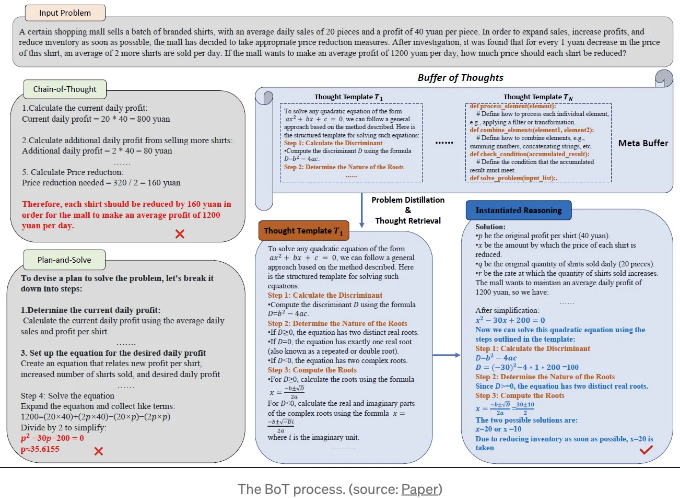 Input Problem
A certain shopping mall sells a batch of branded shirts, with an average daily sales of 20 pieces and a profit of 40 yuan per piece. In order to expand sales, increase profits, and
reduce inventory as soon as possible, the mall has decided to take appropriate price reduction measures. After investigation, it was found that for every 1 yuan decrease in the price
of this shirt, an average of 2 more shirts are sold per day. If the mall wants to make an average profit of 1200 yuan per day, how much price should each shirt be reduced?
Chain-of-Thought
1.Calculate the current daily profit:
Current daily profit = 20 * 40 = 800 yuan
2.Calculate additional daily profit from selling more shirts:
Additional daily profit = 2 * 40 = 80 yuan
......
5. Calculate Price reduction:
Price reduction needed = 320 / 2 = 160 yuan
Therefore, each shirt should be reduced by 160 yuan in
order for the mall to make an average profit of 1200
yuan per day.
Plan-and-Solve
To devise a plan to solve the problem, let's break it
down into steps:
1.Determine the current daily profit:
Calculate the current daily profit using the average daily
sales and profit per shirt
.......
3. Set up the equation for the desired daily profit
Create an equation that relates new profit per shirt,
increased number of shirts sold, and desired daily profit
......
Step 4: Solve the equation
Expand the equation and collect like terms:
1200=(20×40)+(2p×40)-(20×p)-(2p×p)
Divide by 2 to simplify:
p² -30p -200 = 0
p=35.6155
Buffer of Thoughts
Thought Template T1
To solve any quadratic equation of the form
ax² + bx + c = 0, we can follow a general
approach based on the method described. Here is
the structured template for solving such equations:
Step 1: Calculate the Discriminant
•Compute the discriminant D using the formula
D=b² − 4ac.
Step 2: Determine the Nature of the Roots
......
......
Thought Template TN
def process_element(element):
# Define how to process each individual element,
e.g., applying a filter or transformation.
def combine_elements(element1, element2):
# Define how to combine elements, e.g.,
summing numbers, concatenating strings, etc.
def check_condition(accumulated_result):
# Define the condition that the accumulated
result must meet.
def solve_problem(input_list):.
Meta Buffer
Problem Distillation
&
Thought Retrieval
Thought Template T1
To solve any quadratic equation of the form
ax² + bx + c = 0, we can follow a general
approach based on the method described. Here
is the structured template for solving such
equations:
Step 1: Calculate the Discriminant
•Compute the discriminant D using the formula
D=b² − 4ac.
Step 2: Determine the Nature of the Roots
•If D≥0, the equation has two distinct real roots.
•If D=0, the equation has exactly one real root
(also known as a repeated or double root).
•If D<0, the equation has two complex roots.
Step 3: Compute the Roots
•For D≥0, calculate the roots using the formula
x = (-b±√D)/2a
For D<0, calculate the real and imaginary parts
of the complex roots using the formula x =
(-b±√-Di)/2a
where i is the imaginary unit.
Instantiated Reasoning
Solution:
•p be the original profit per shirt (40 yuan).
•x be the amount by which the price of each shirt is
reduced.
•q be the original quantity of shirts sold daily (20 pieces).
•r be the rate at which the quantity of shirts sold increases.
The mall wants to maintain an average daily profit of
1200 yuan, so we have:
......
After simplification:
x² − 30x + 200 = 0
Now we can solve this quadratic equation using the
steps outlined in the template:
Step 1: Calculate the Discriminant
D=b² − 4ac
D = (−30)²−4 · 1 · 200 =100
Step 2: Determine the Nature of the Roots
Since D>=0, the equation has two distinct real roots.
Step 3: Compute the Roots
x = (-b±√D)/2a = (30±10)/2
The two possible solutions are:
x=20 or x =10
Due to reducing inventory as soon as possible, x=20 is
taken
The BoT process. (source: Paper)